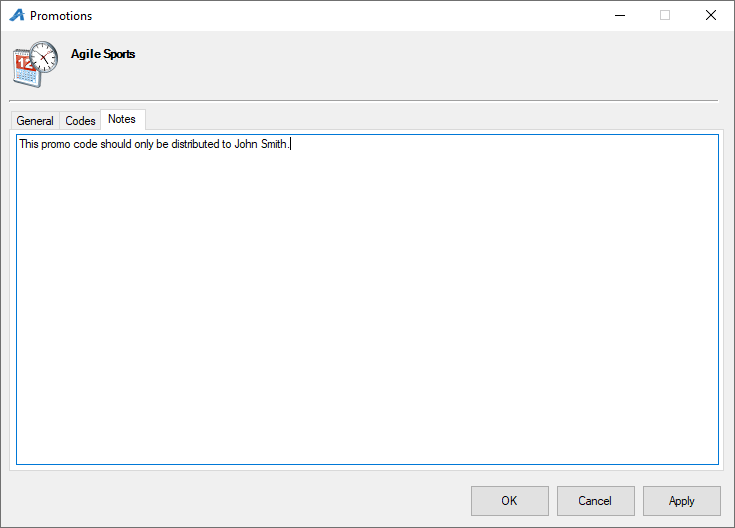 Promotions
12
Agile Sports
General Codes Notes
This promo code should only be distributed to John Smith.
OK Cancel Apply